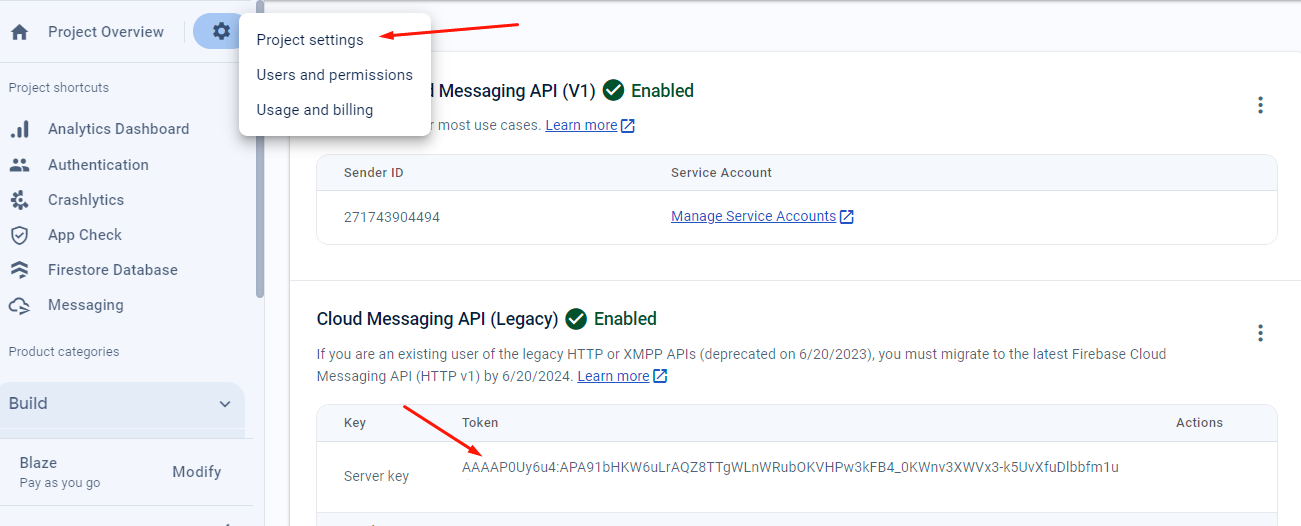 Project Overview
Project settings
Users and permissions
Usage and billing
Project shortcuts
Analytics Dashboard
Authentication
Crashlytics
App Check
Firestore Database
Messaging
Product categories
Build
Blaze
Pay as you go
Modify
d Messaging API (V1) Enabled
r most use cases. Learn more
Sender ID Service Account
271743904494 Manage Service Accounts
Cloud Messaging API (Legacy) Enabled
If you are an existing user of the legacy HTTP or XMPP APIs (deprecated on 6/20/2023), you must migrate to the latest Firebase Cloud
Messaging API (HTTP v1) by 6/20/2024. Learn more
Key Token Actions
Server key AAAAP0Uy6u4:APA91bHKW6uLrAQZ8TTgWLnWRubOKVHPw3kFB4_0KWnv3XWVx3-k5UvXfuDlbbfm1u